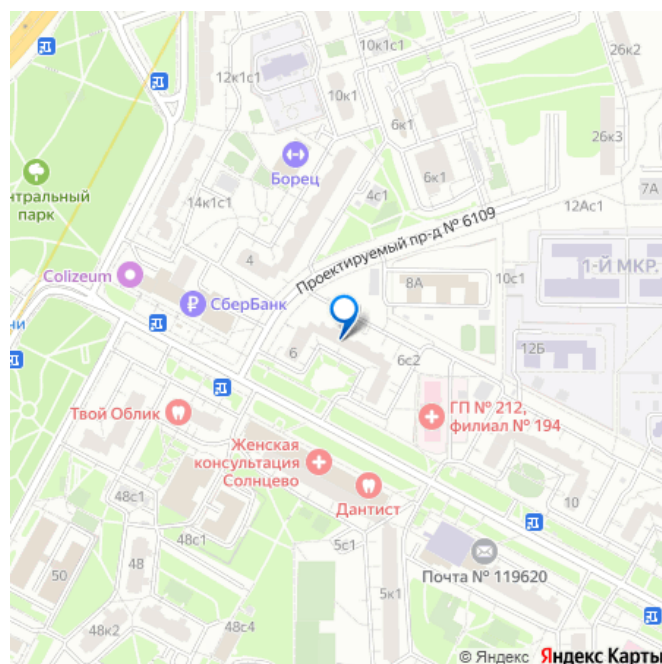 10к1с1
26к2
12к1с1
10к1
6к1
26к3
Борец
6к1
7А
нтральный
парк
14к1с1
4с1
12Ас1
Проектируемый пр-д № 6109
4
1-Й МКР.
Colizeum
8А
10с1
СберБанк
ни
6
6с2
12Б
Твой Облик
ГП № 212,
филиал № 194
Женская
консультация
Солнцево
48с1
Дантист
10
48с1
5с1
50
48
Почта № 119620
5к1
48к2
48с4
© Яндекс Яндекс Карты